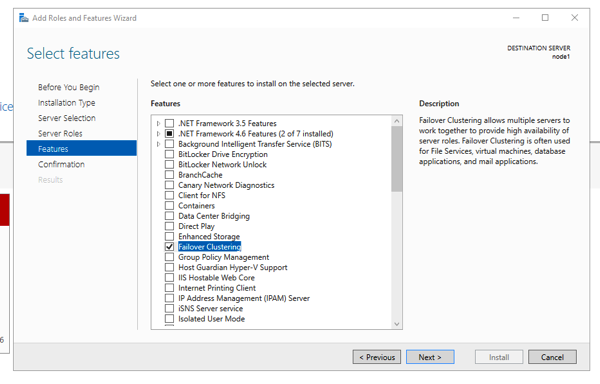 Add Roles and Features Wizard
Select features
DESTINATION SERVER
node1
Before You Begin
Installation Type
Server Selection
Server Roles
Features
Confirmation
Results
Select one or more features to install on the selected server.
Features
.NET Framework 3.5 Features
.NET Framework 4.6 Features (2 of 7 installed)
Background Intelligent Transfer Service (BITS)
BitLocker Drive Encryption
BitLocker Network Unlock
BranchCache
Canary Network Diagnostics
Client for NFS
Containers
Data Center Bridging
Direct Play
Enhanced Storage
Failover Clustering
Group Policy Management
Host Guardian Hyper-V Support
IIS Hostable Web Core
Internet Printing Client
IP Address Management (IPAM) Server
iSNS Server service
Isolated User Mode
Description
Failover Clustering allows multiple servers to
work together to provide high availability of
server roles. Failover Clustering is often used
for File Services, virtual machines, database
applications, and mail applications.
< Previous
Next >
Install
Cancel